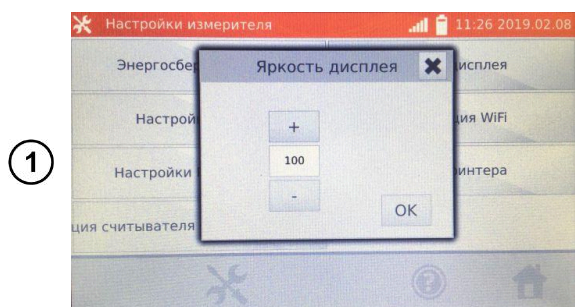 Настройки измерителя 11:26 2019.02.08
Яркость дисплея
Энергосбер
исплея
+
Настрой
ция WiFi
1
100
Настройки
интера
-
OK
ция считывателя